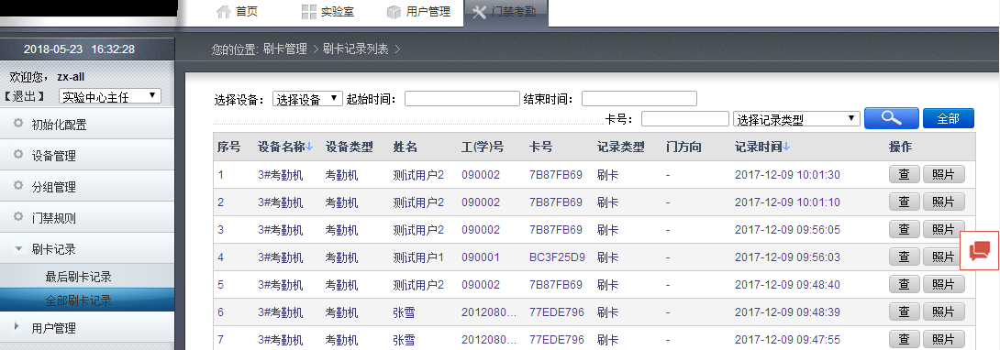 首页 实验室 用户管理 门禁考勤
2018-05-23 16:32:28
您的位置: 刷卡管理 > 刷卡记录列表 >
欢迎您, zx-all
【退出】 实验中心主任
初始化配置
设备管理
分组管理
门禁规则
刷卡记录
最后刷卡记录
全部刷卡记录
用户管理
选择设备: 选择设备 起始时间: 结束时间:
卡号: 选择记录类型 全部
序号 设备名称 设备类型 姓名 工(学)号 卡号 记录类型 门方向 记录时间 操作
1 3#考勤机 考勤机 测试用户2 090002 7B87FB69 刷卡 - 2017-12-09 10:01:30 查 照片
2 3#考勤机 考勤机 测试用户2 090002 7B87FB69 刷卡 - 2017-12-09 10:01:10 查 照片
3 3#考勤机 考勤机 测试用户2 090002 7B87FB69 刷卡 - 2017-12-09 09:56:05 查 照片
4 3#考勤机 考勤机 测试用户1 090001 BC3F25D9 刷卡 - 2017-12-09 09:56:03 查 照片
5 3#考勤机 考勤机 测试用户2 090002 7B87FB69 刷卡 - 2017-12-09 09:48:40 查 照片
6 3#考勤机 考勤机 张雪 2012080... 77EDE796 刷卡 - 2017-12-09 09:48:39 查 照片
7 3#考勤机 考勤机 张雪 2012080... 77EDE796 刷卡 - 2017-12-09 09:47:55 查 照片